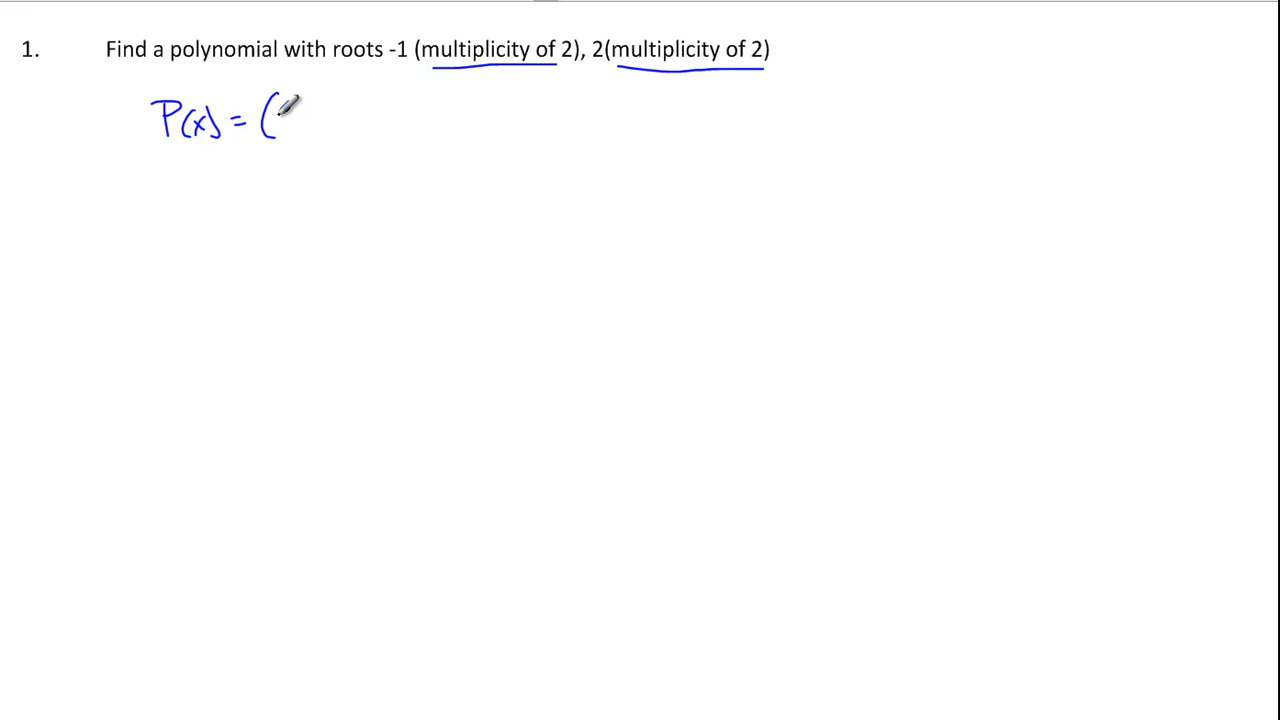 1. Find a polynomial with roots -1 (multiplicity of 2), 2(multiplicity of 2)
P(x) = (